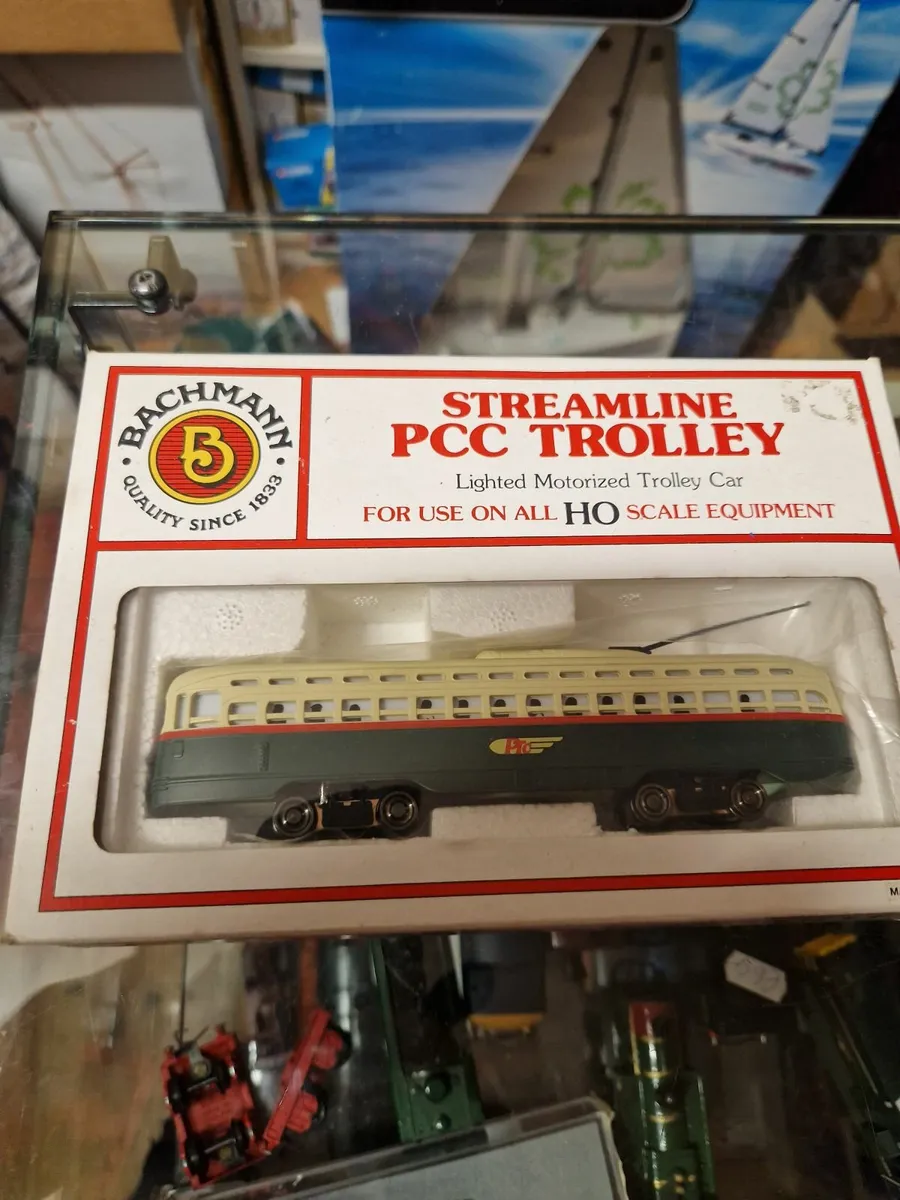 BACHMANN
B
QUALITY SINCE 1833
STREAMLINE
PCC TROLLEY
Lighted Motorized Trolley Car
FOR USE ON ALL HO SCALE EQUIPMENT
PTC